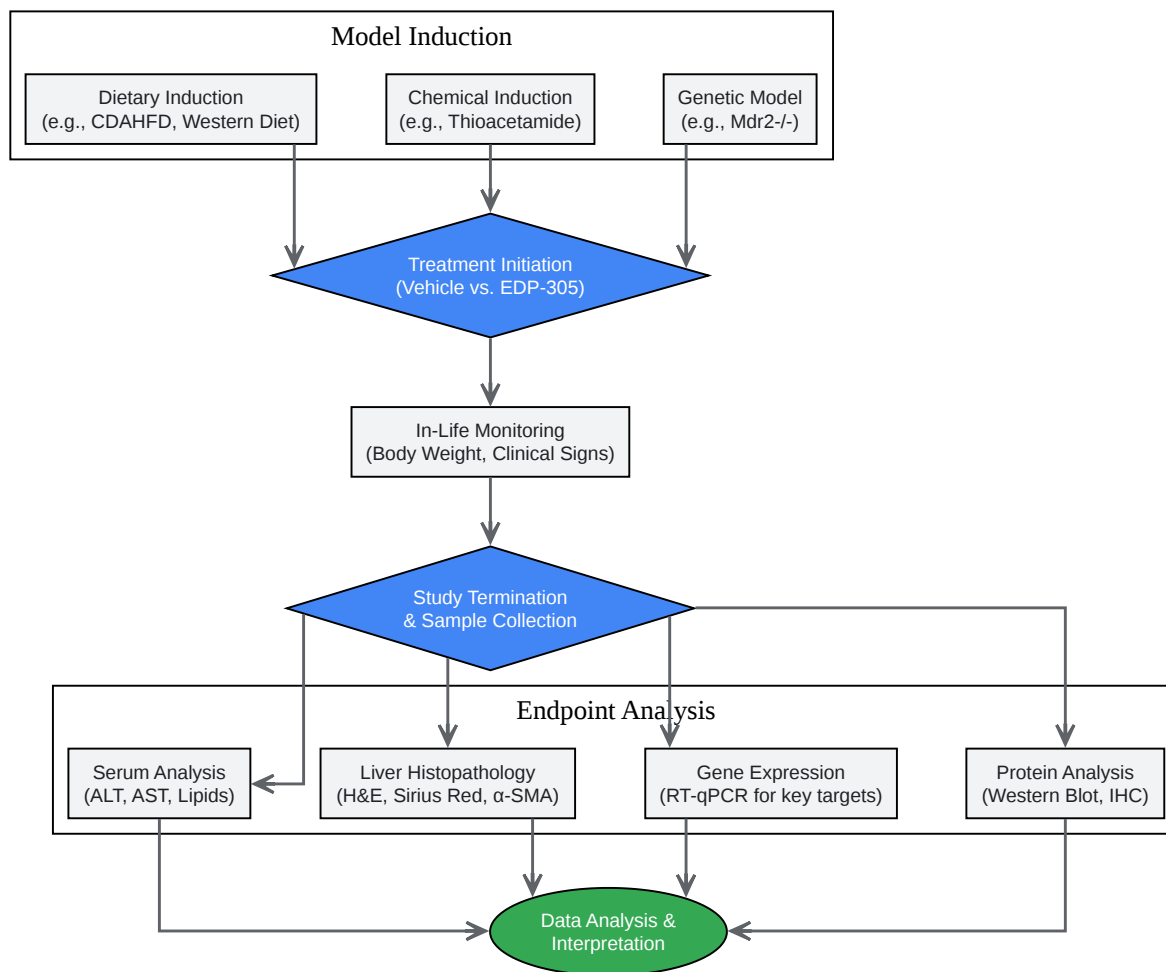 Model Induction
Dietary Induction
(e.g., CDAHFD, Western Diet)
Chemical Induction
(e.g., Thioacetamide)
Genetic Model
(e.g., Mdr2-/-)
Treatment Initiation
(Vehicle vs. EDP-305)
In-Life Monitoring
(Body Weight, Clinical Signs)
Study Termination
& Sample Collection
Endpoint Analysis
Serum Analysis
(ALT, AST, Lipids)
Liver Histopathology
(H&E, Sirius Red, α-SMA)
Gene Expression
(RT-qPCR for key targets)
Protein Analysis
(Western Blot, IHC)
Data Analysis &
Interpretation